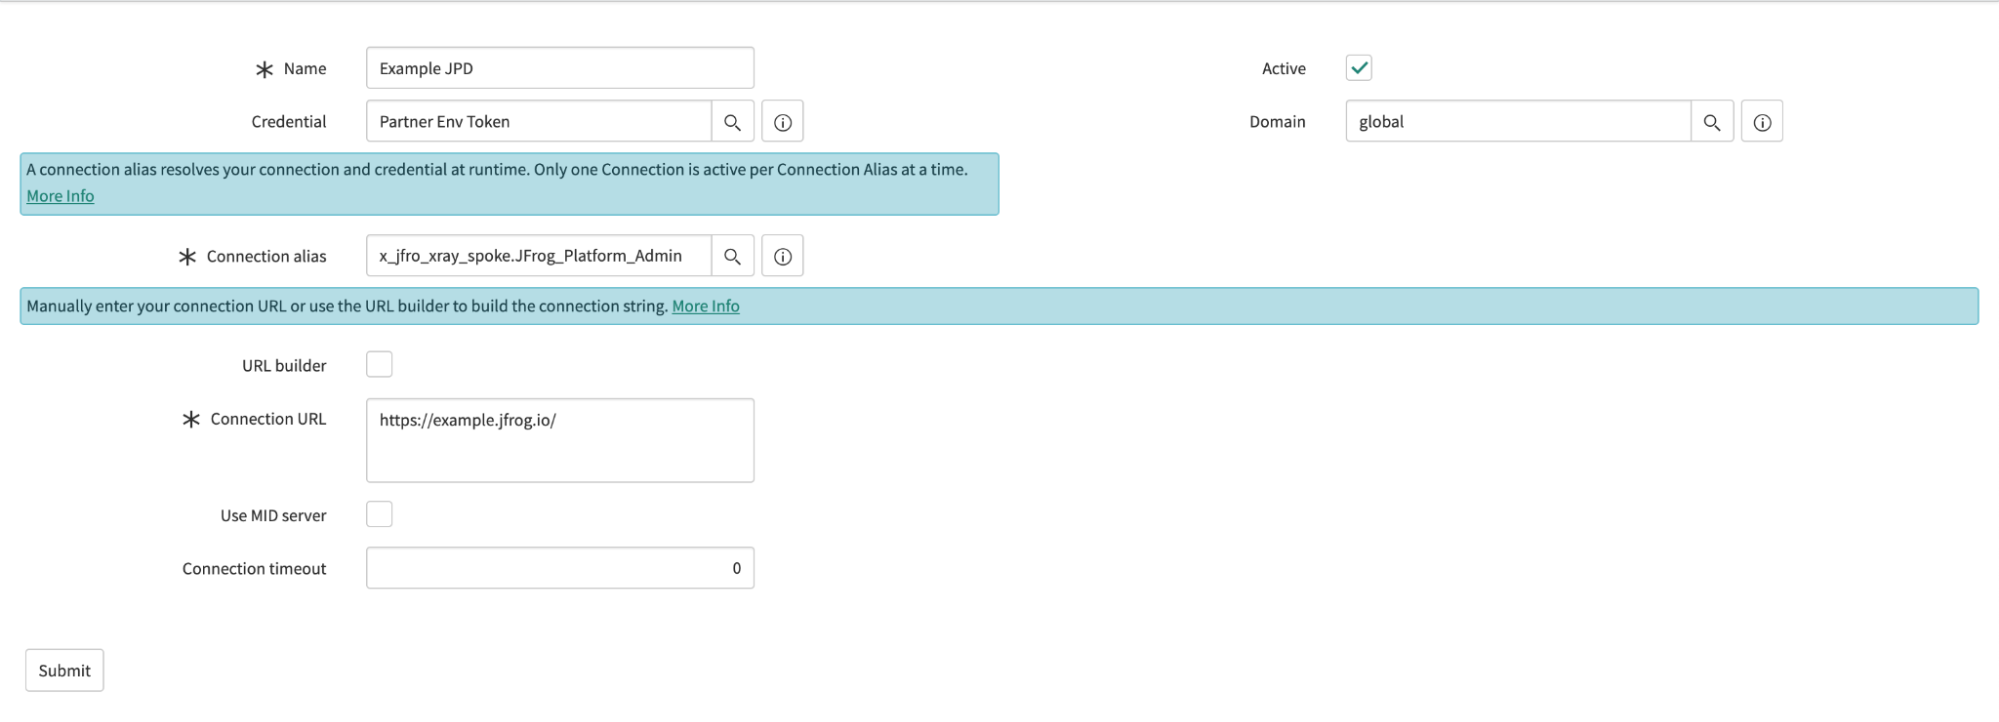 * Name Example JPD Active
Credential Partner Env Token Domain global
A connection alias resolves your connection and credential at runtime. Only one Connection is active per Connection Alias at a time.
More Info
* Connection alias x_jfro_xray_spoke.JFrog_Platform_Admin
Manually enter your connection URL or use the URL builder to build the connection string. More Info
URL builder
* Connection URL https://example.jfrog.io/
Use MID server
Connection timeout 0
Submit